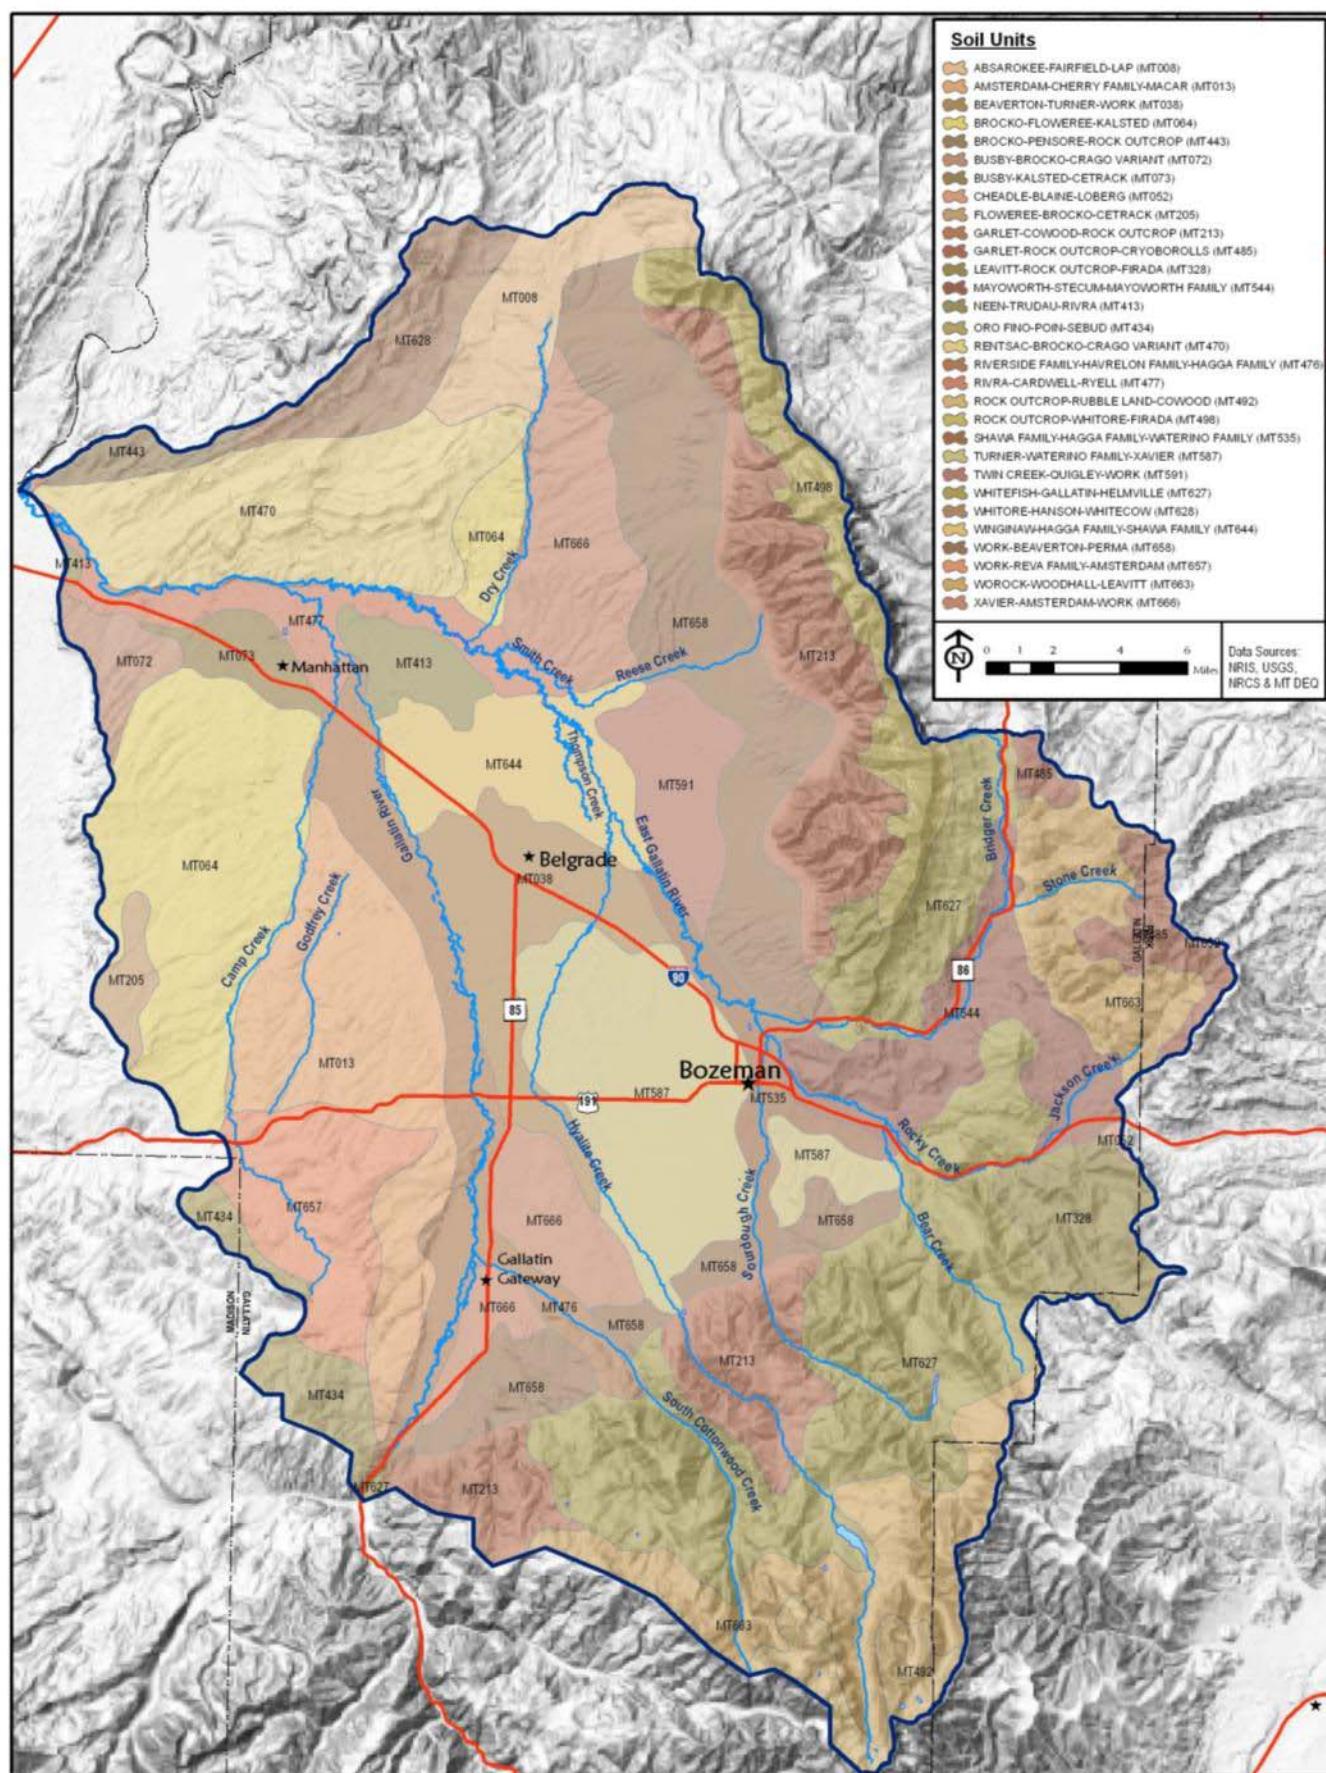 Soil Units
ABSAROKEE-FAIRFIELD-LAP (MT008)
AMSTERDAM-CHERRY FAMILY-MACAR (MT013)
BEAVERTON-TURNER-WORK (MT038)
BROCKO-FLOWEREE-KALSTED (MT064)
BROCKO-PENSORE-ROCK OUTCROP (MT443)
BUSBY-BROCKO-CRAGO VARIANT (MT072)
BUSBY-KALSTED-CETRACK (MT073)
CHEADLE-BLAINE-LOBERG (MT052)
FLOWEREE-BROCKO-CETRACK (MT205)
GARLET-COWOOD-ROCK OUTCROP (MT213)
GARLET-ROCK OUTCROP-CRYOBOROLLS (MT485)
LEAVITT-ROCK OUTCROP-FIRADA (MT328)
MAYOWORTH-STECUM-MAYOWORTH FAMILY (MT544)
NEEN-TRUDAU-RIVRA (MT413)
ORO FINO-POIN-SEBUD (MT434)
RENTSAC-BROCKO-CRAGO VARIANT (MT470)
RIVERSIDE FAMILY-HAVRELON FAMILY-HAGGA FAMILY (MT476)
RIVRA-CARDWELL-RYELL (MT477)
ROCK OUTCROP-RUBBLE LAND-COWOOD (MT492)
ROCK OUTCROP-WHITORE-FIRADA (MT498)
SHAWA FAMILY-HAGGA FAMILY-WATERINO FAMILY (MT535)
TURNER-WATERINO FAMILY-XAVIER (MT587)
TWIN CREEK-QUIGLEY-WORK (MT591)
WHITEFISH-GALLATIN-HELMVILLE (MT627)
WHITORE-HANSON-WHITECOW (MT628)
WINGINAW-HAGGA FAMILY-SHAWA FAMILY (MT644)
WORK-BEAVERTON-PERMA (MT658)
WORK-REVA FAMILY-AMSTERDAM (MT657)
WOROCK-WOODHALL-LEAVITT (MT663)
XAVIER-AMSTERDAM-WORK (MT666)
N
0 1 2 4 6
Miles
Data Sources:
NRIS, USGS,
NRCS & MT DEQ
MT008
MT628
MT443
MT498
MT470
MT064
MT666
MT413
Dry Creek
MT477
MT658
MT073
MT072
Manhattan
MT413
Smith Creek
Reese Creek
MT213
MT644
Thompson Creek
MT591
MT485
Gallatin River
Bridger Creek
East Gallatin River
MT064
Belgrade
MT038
Stone Creek
MT627
Godfrey Creek
Camp Creek
GALLATIN
MT205
90
86
MT663
85
MT544
MT013
Bozeman
MT587
MT535
191
Jackson Creek
Rocky Creek
MT052
Hyalite Creek
MT587
MT657
MT434
MT666
MT658
MT328
Bear Creek
Sourdough Creek
Gallatin
Gateway
MT658
MADISON
GALLATIN
MT666
MT476
MT658
MT213
MT627
MT434
MT658
South Cottonwood Creek
MT627
MT213
MT663
MT492